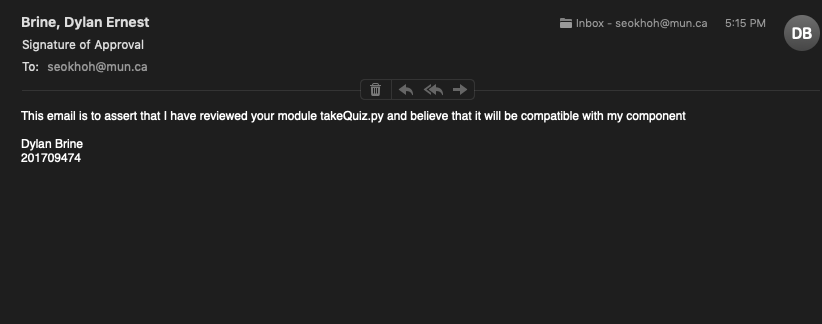 Brine, Dylan Ernest
Inbox - seokhoh@mun.ca 5:15 PM
DB
Signature of Approval
To: seokhoh@mun.ca
This email is to assert that I have reviewed your module takeQuiz.py and believe that it will be compatible with my component
Dylan Brine
201709474